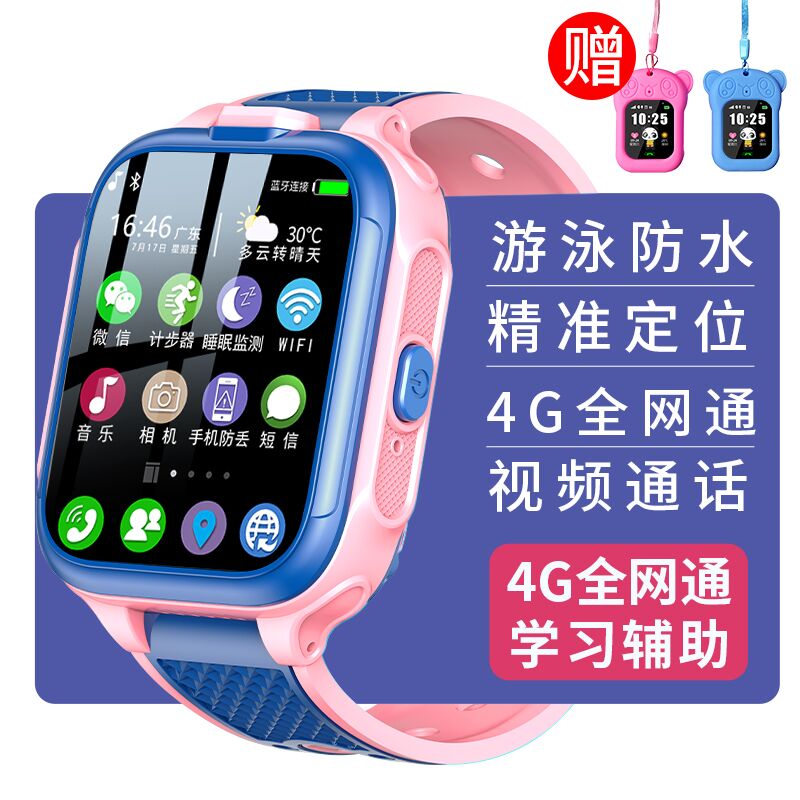 赠
10:25
10:25
蓝牙连接
16:46 广东
7月17日 星期五
30°C
多云转晴天
微信 计步器 睡眠监测 WIFI
音乐 相机 手机防丢 短信
游泳防水
精准定位
4G全网通
视频通话
4G全网通
学习辅助